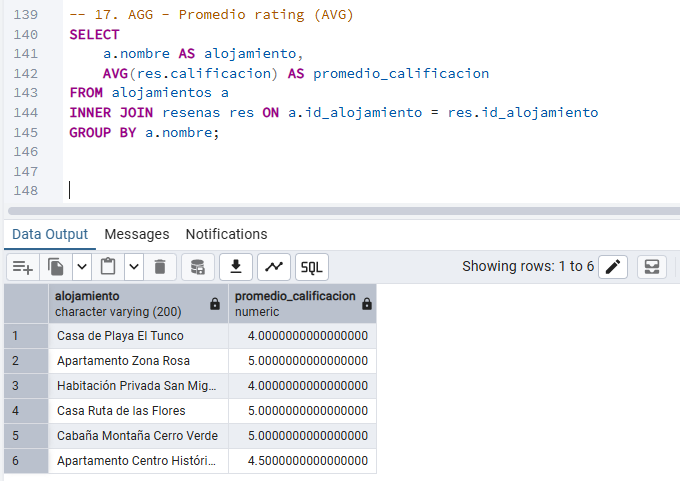 139 -- 17. AGG - Promedio rating (AVG)
140 SELECT
141 a.nombre AS alojamiento,
142 AVG(res.calificacion) AS promedio_calificacion
143 FROM alojamientos a
144 INNER JOIN resenas res ON a.id_alojamiento = res.id_alojamiento
145 GROUP BY a.nombre;
146
147
148
Data Output Messages Notifications
SQL Showing rows: 1 to 6
alojamiento promedio_calificacion
character varying (200) numeric
1 Casa de Playa El Tunco 4.0000000000000000
2 Apartamento Zona Rosa 5.0000000000000000
3 Habitación Privada San Mig... 4.0000000000000000
4 Casa Ruta de las Flores 5.0000000000000000
5 Cabaña Montaña Cerro Verde 5.0000000000000000
6 Apartamento Centro Históri... 4.5000000000000000